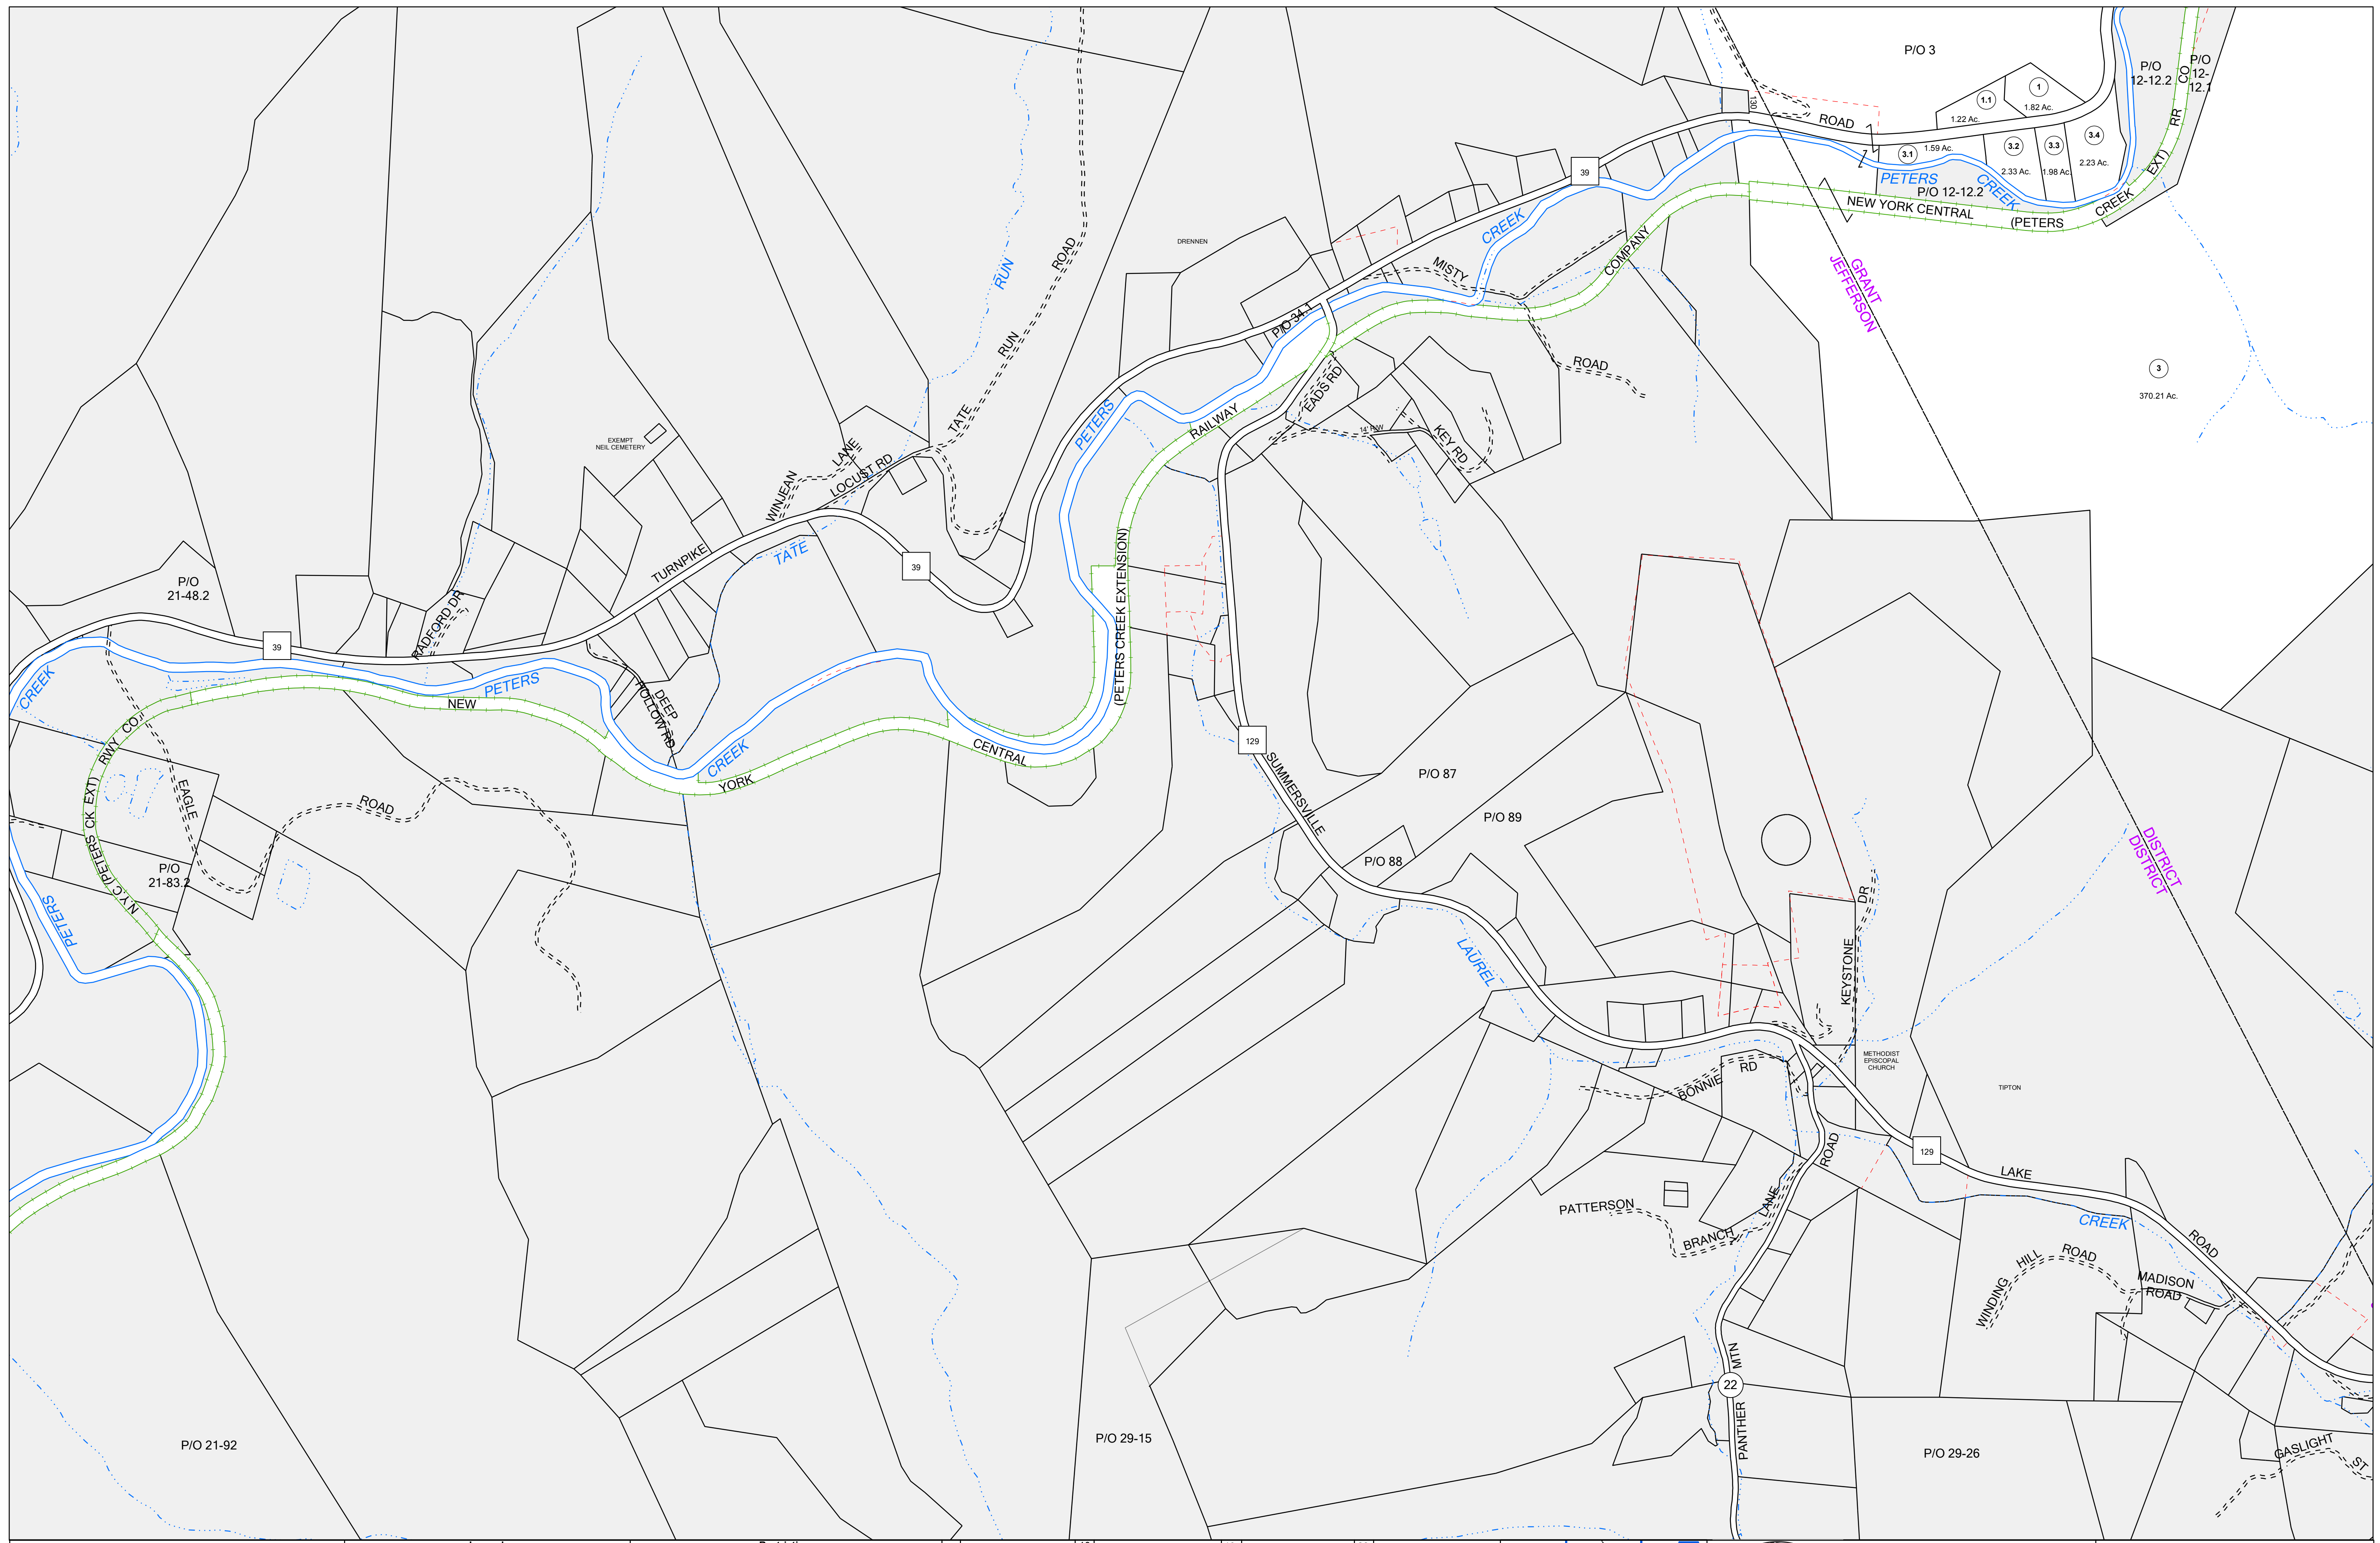 P/O 3
P/O
12-12.2
P/O
12-
12.1
RR CO
1.1
1
1.82 Ac.
1.22 Ac.
130
ROAD
3.1
1.59 Ac.
3.2
3.3
3.4
2.33 Ac.
1.98 Ac.
2.23 Ac.
39
PETERS
CREEK
P/O 12-12.2
NEW YORK CENTRAL
(PETERS
CREEK
EXT)
DRENNEN
CREEK
COMPANY
MISTY
ROAD
GRANT
JEFFERSON
RUN
TATE
RUN
ROAD
P/O 34.1
EADS RD
RAILWAY
PETERS
14' R/W
KEY RD
3
370.21 Ac.
EXEMPT
NEIL CEMETERY
WINJEAN
LANE
LOCUST RD
TATE
TURNPIKE
39
P/O
21-48.2
RADFORD DR
39
CREEK
PETERS
NEW
DEEP
HOLLOW RD
CREEK
YORK
CENTRAL
(PETERS CREEK EXTENSION)
129
SUMMERSVILLE
P/O 87
P/O 89
P/O 88
N.Y.C. (PETERS CK EXT)
RWY CO.
EAGLE
ROAD
P/O
21-83.2
PETERS
LAUREL
KEYSTONE
DR
DISTRICT
DISTRICT
METHODIST
EPISCOPAL
CHURCH
TIPTON
BONNIE
RD
ROAD
129
LAKE
ROAD
CREEK
PATTERSON
BRANCH
LANE
WINDING
HILL
ROAD
MADISON
ROAD
22
PANTHER
MTN
P/O 21-92
P/O 29-15
P/O 29-26
GASLIGHT
ST